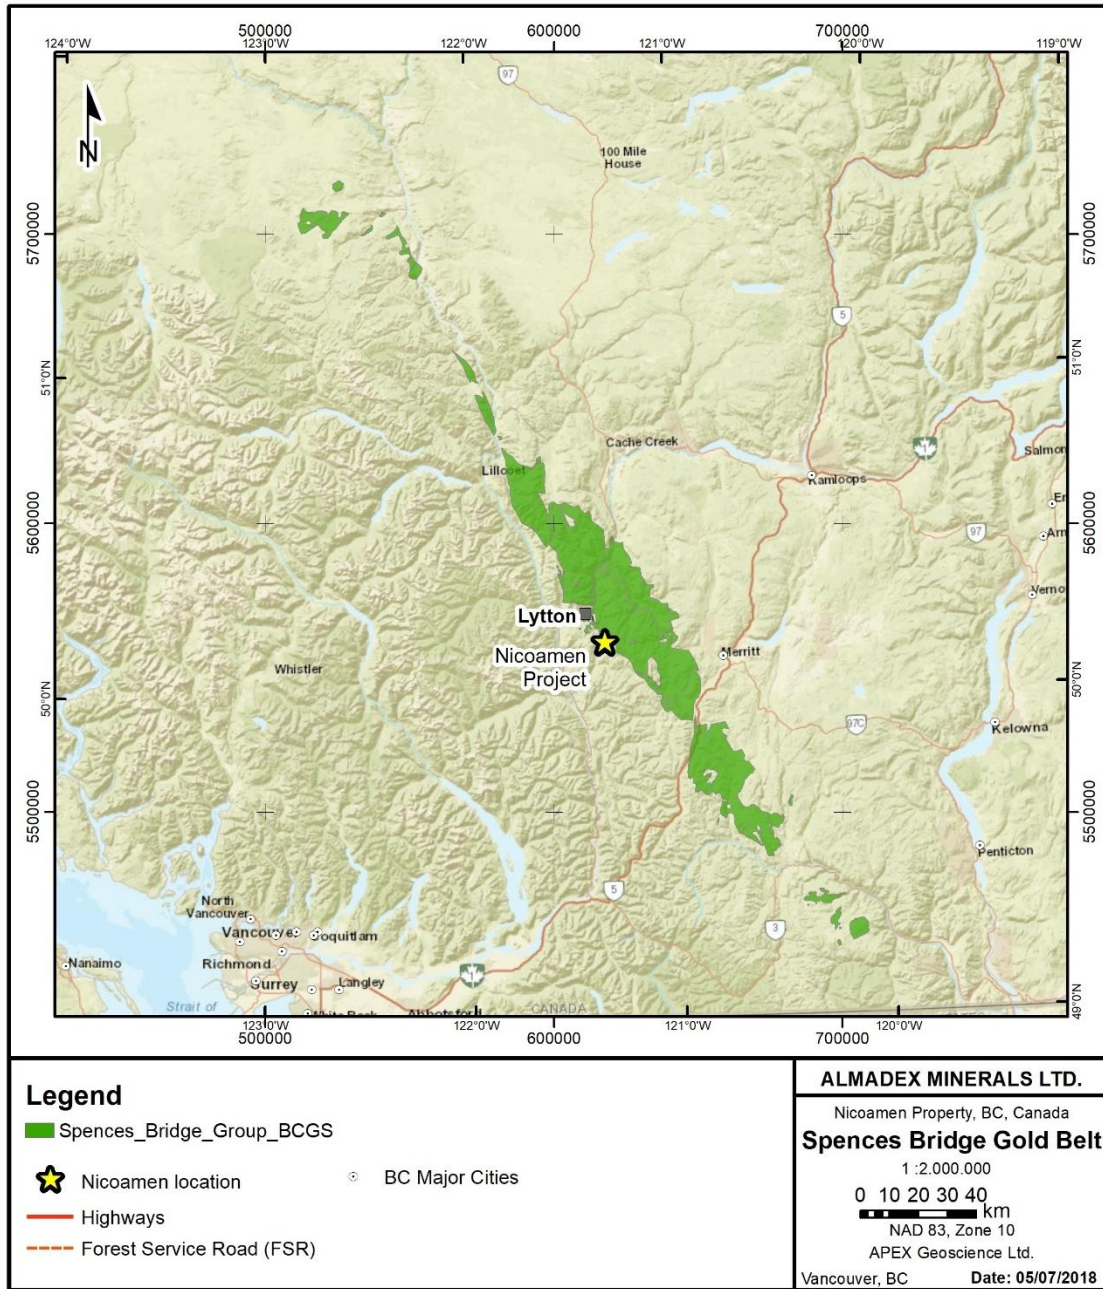 500000 600000 700000
124°0'W 123°0'W 122°0'W 121°0'W 120°0'W 119°0'W
97
N
100 Mile
House
5700000 5700000
5
51°0'N 51°0'N
1
Cache Creek
Salmon
Lillooet
Kamloops
5600000 5600000
97
Lytton
Nicoamen
Project
Merritt
Whistler
50°0'N 50°0'N
97C
Kelowna
5500000 5500000
Penticton
5
North
Vancouver
3
Vancouver Coquitlam
Nanaimo
Richmond
1
Surrey Langley
Strait of
CANADA
49°0'N
123°0'W 122°0'W 121°0'W 120°0'W
500000 600000 700000
Legend
Spences_Bridge_Group_BCGS
Nicoamen location
BC Major Cities
Highways
Forest Service Road (FSR)
ALMADEX MINERALS LTD.
Nicoamen Property, BC, Canada
Spences Bridge Gold Belt
1 :2.000.000
0 10 20 30 40
km
NAD 83, Zone 10
APEX Geoscience Ltd.
Vancouver, BC Date: 05/07/2018